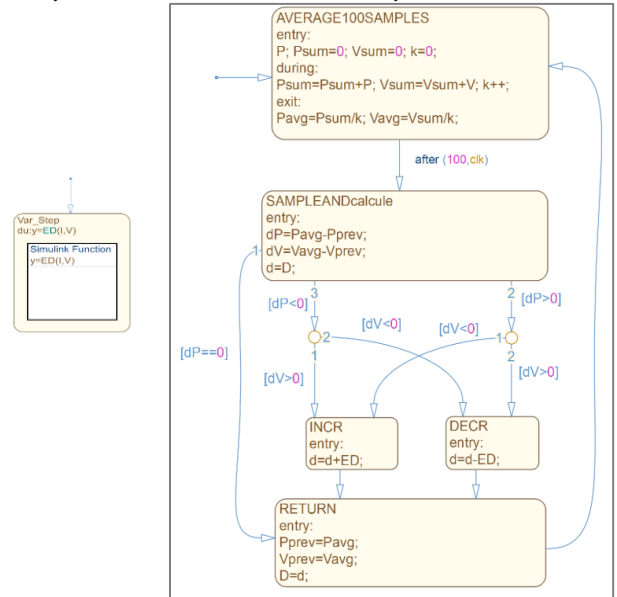 Var_Step
du:y=ED(I,V)
Simulink Function
y=ED(I,V)
AVERAGE100SAMPLES
entry:
P; Psum=0; Vsum=0; k=0;
during:
Psum=Psum+P; Vsum=Vsum+V; k++;
exit:
Pavg=Psum/k; Vavg=Vsum/k;
after (100,clk)
SAMPLEANDcalcule
entry:
dP=Pavg-Pprev;
dV=Vavg-Vprev;
d=D;
1
3
2
[dP<0]
[dP>0]
[dV<0]
[dV<0]
2
1
1
2
[dP==0]
[dV>0]
[dV>0]
INCR
entry:
d=d+ED;
DECR
entry:
d=d-ED;
RETURN
entry:
Pprev=Pavg;
Vprev=Vavg;
D=d;